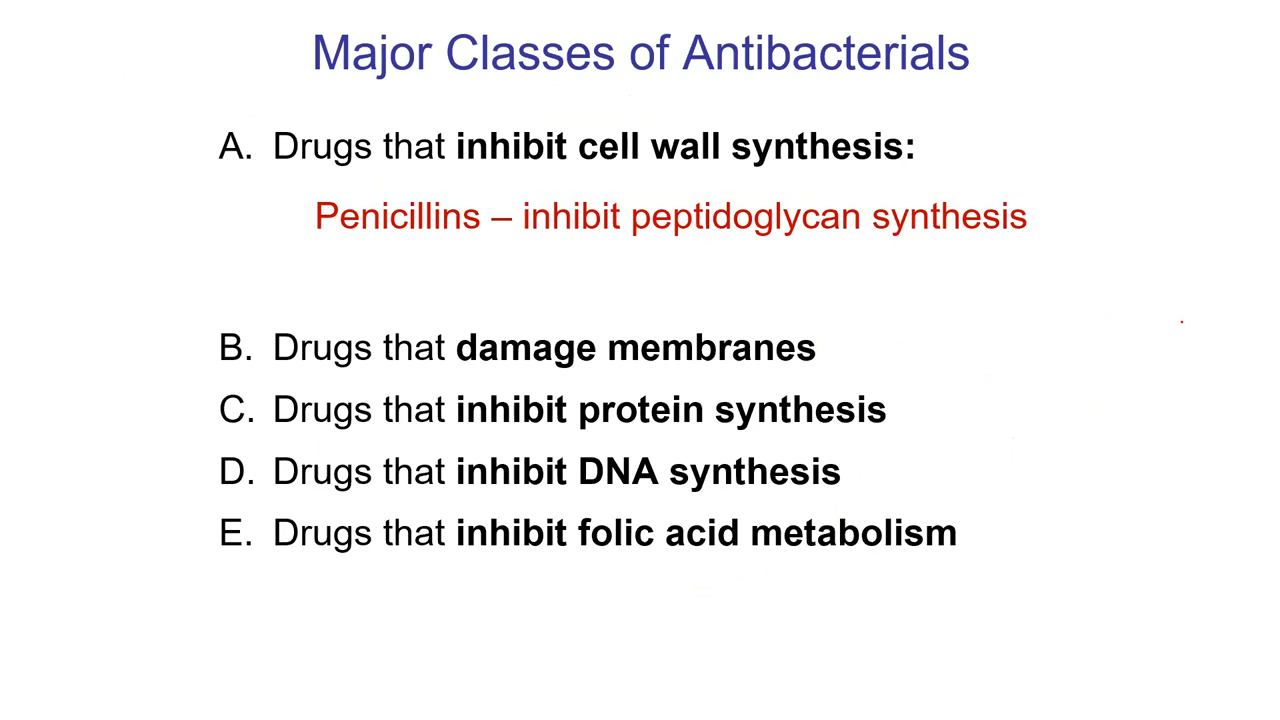 Major Classes of Antibacterials
A. Drugs that inhibit cell wall synthesis:
Penicillins – inhibit peptidoglycan synthesis
B. Drugs that damage membranes
C. Drugs that inhibit protein synthesis
D. Drugs that inhibit DNA synthesis
E. Drugs that inhibit folic acid metabolism